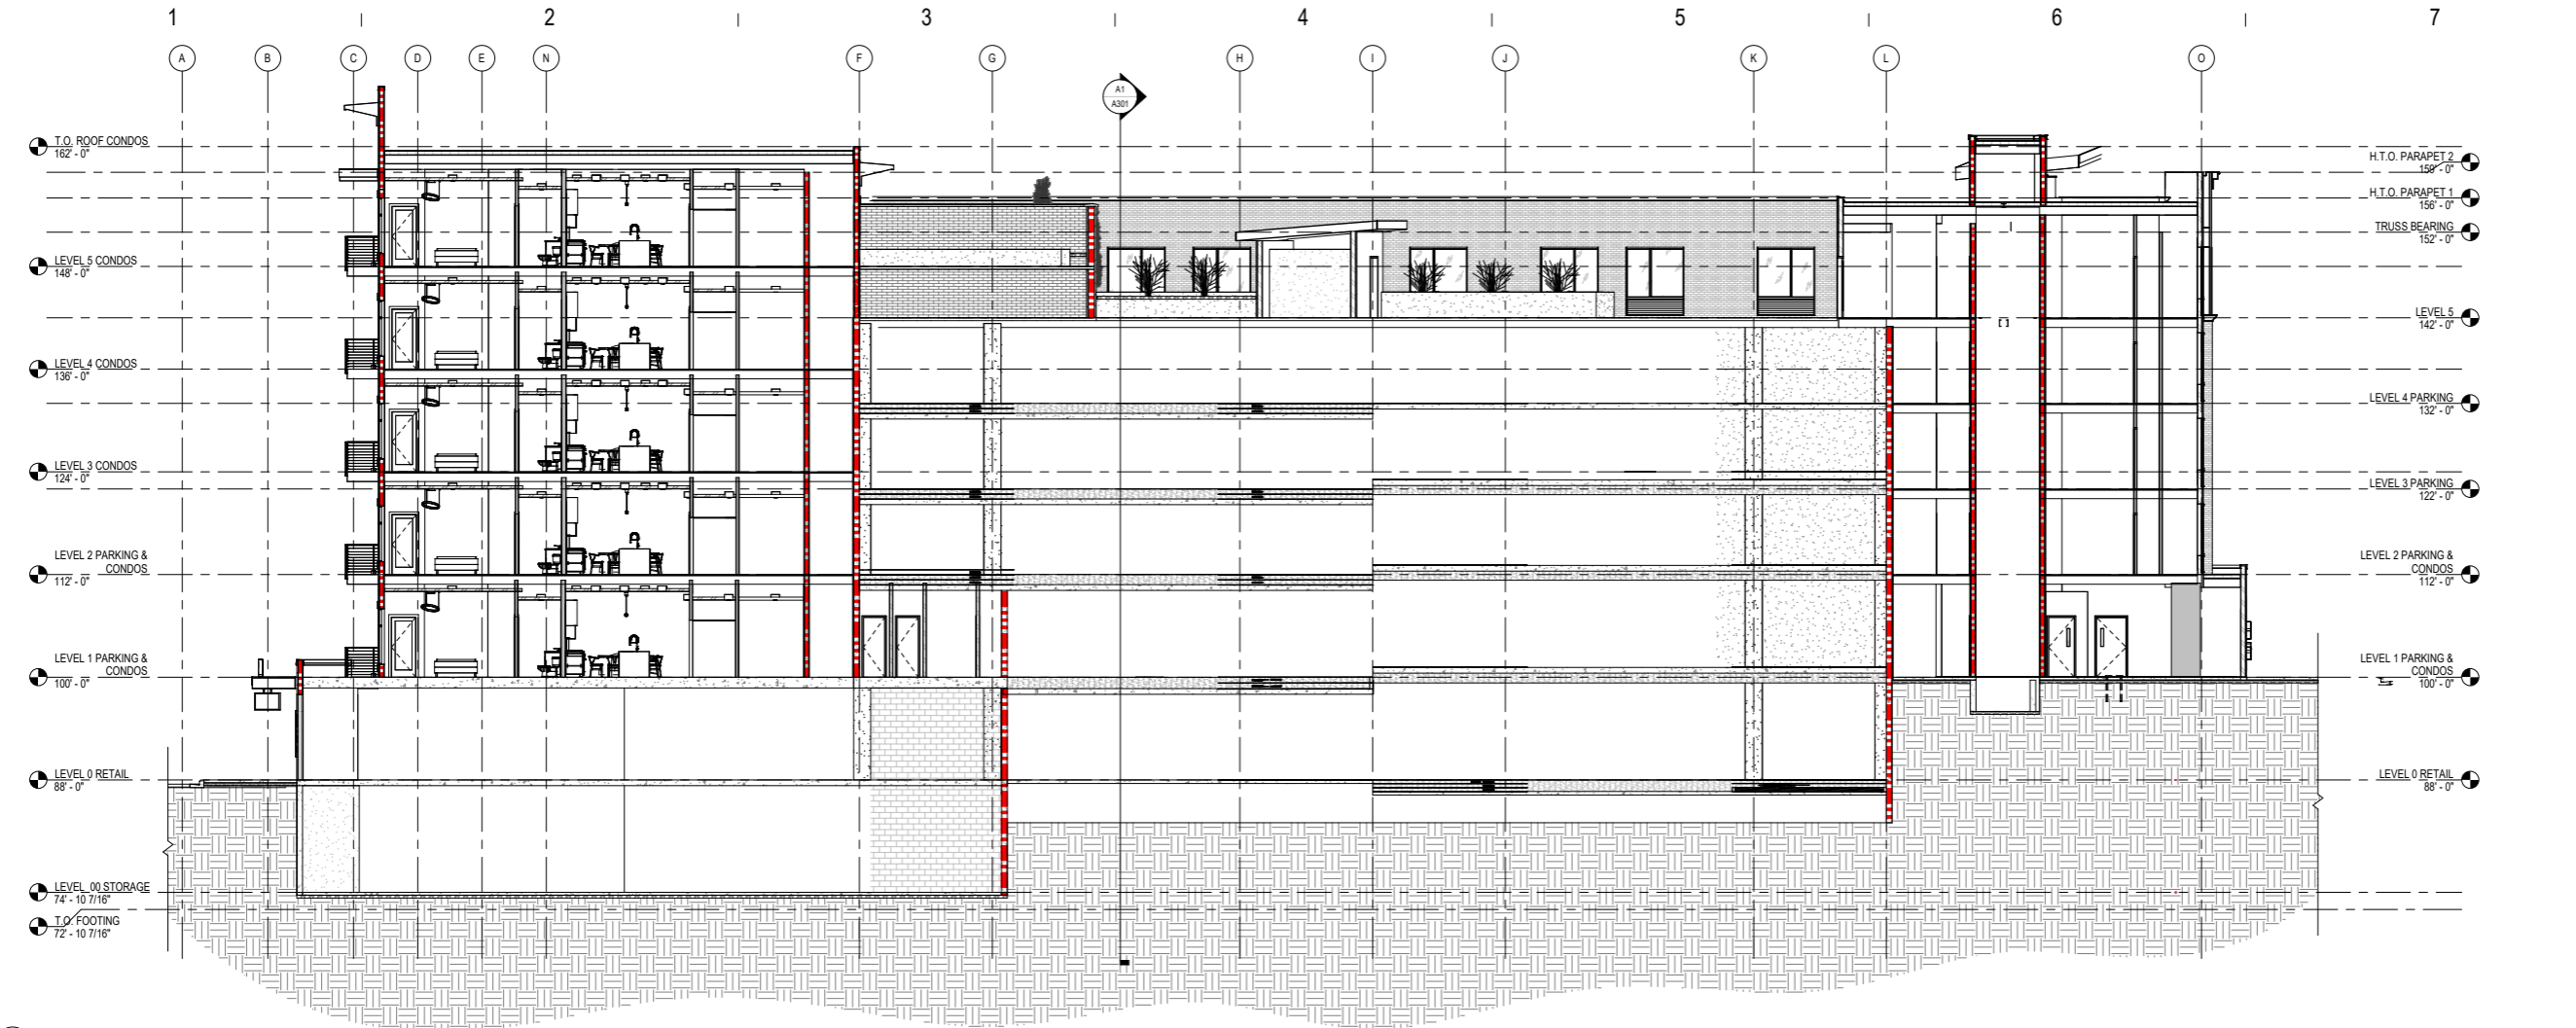 1 2 3 4 5 6 7
A B C D E N F G H I J K L O
A1
A301
T.O. ROOF CONDOS
162' - 0"
LEVEL 5 CONDOS
148' - 0"
LEVEL 4 CONDOS
136' - 0"
LEVEL 3 CONDOS
124' - 0"
LEVEL 2 PARKING &
CONDOS
112' - 0"
LEVEL 1 PARKING &
CONDOS
100' - 0"
LEVEL 0 RETAIL
88' - 0"
LEVEL 00 STORAGE
74' - 10 7/16"
T.O. FOOTING
72' - 10 7/16"
H.T.O. PARAPET 2
159' - 0"
H.T.O. PARAPET 1
156' - 0"
TRUSS BEARING
152' - 0"
LEVEL 5
142' - 0"
LEVEL 4 PARKING
132' - 0"
LEVEL 3 PARKING
122' - 0"
LEVEL 2 PARKING &
CONDOS
112' - 0"
LEVEL 1 PARKING &
CONDOS
100' - 0"
LEVEL 0 RETAIL
88' - 0"